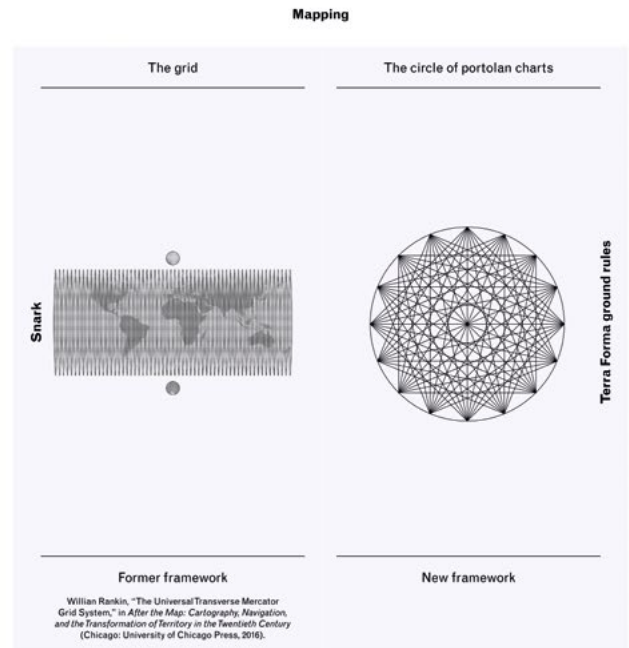 Mapping
The grid
The circle of portolan charts
Snark
Terra Forma ground rules
Former framework
New framework
Willian Rankin, "The UniversalTransverse Mercator
Grid System," in After the Map: Cartography, Navigation,
and the Transformation of Territory in the Twentieth Century
(Chicago: University of Chicago Press, 2016).